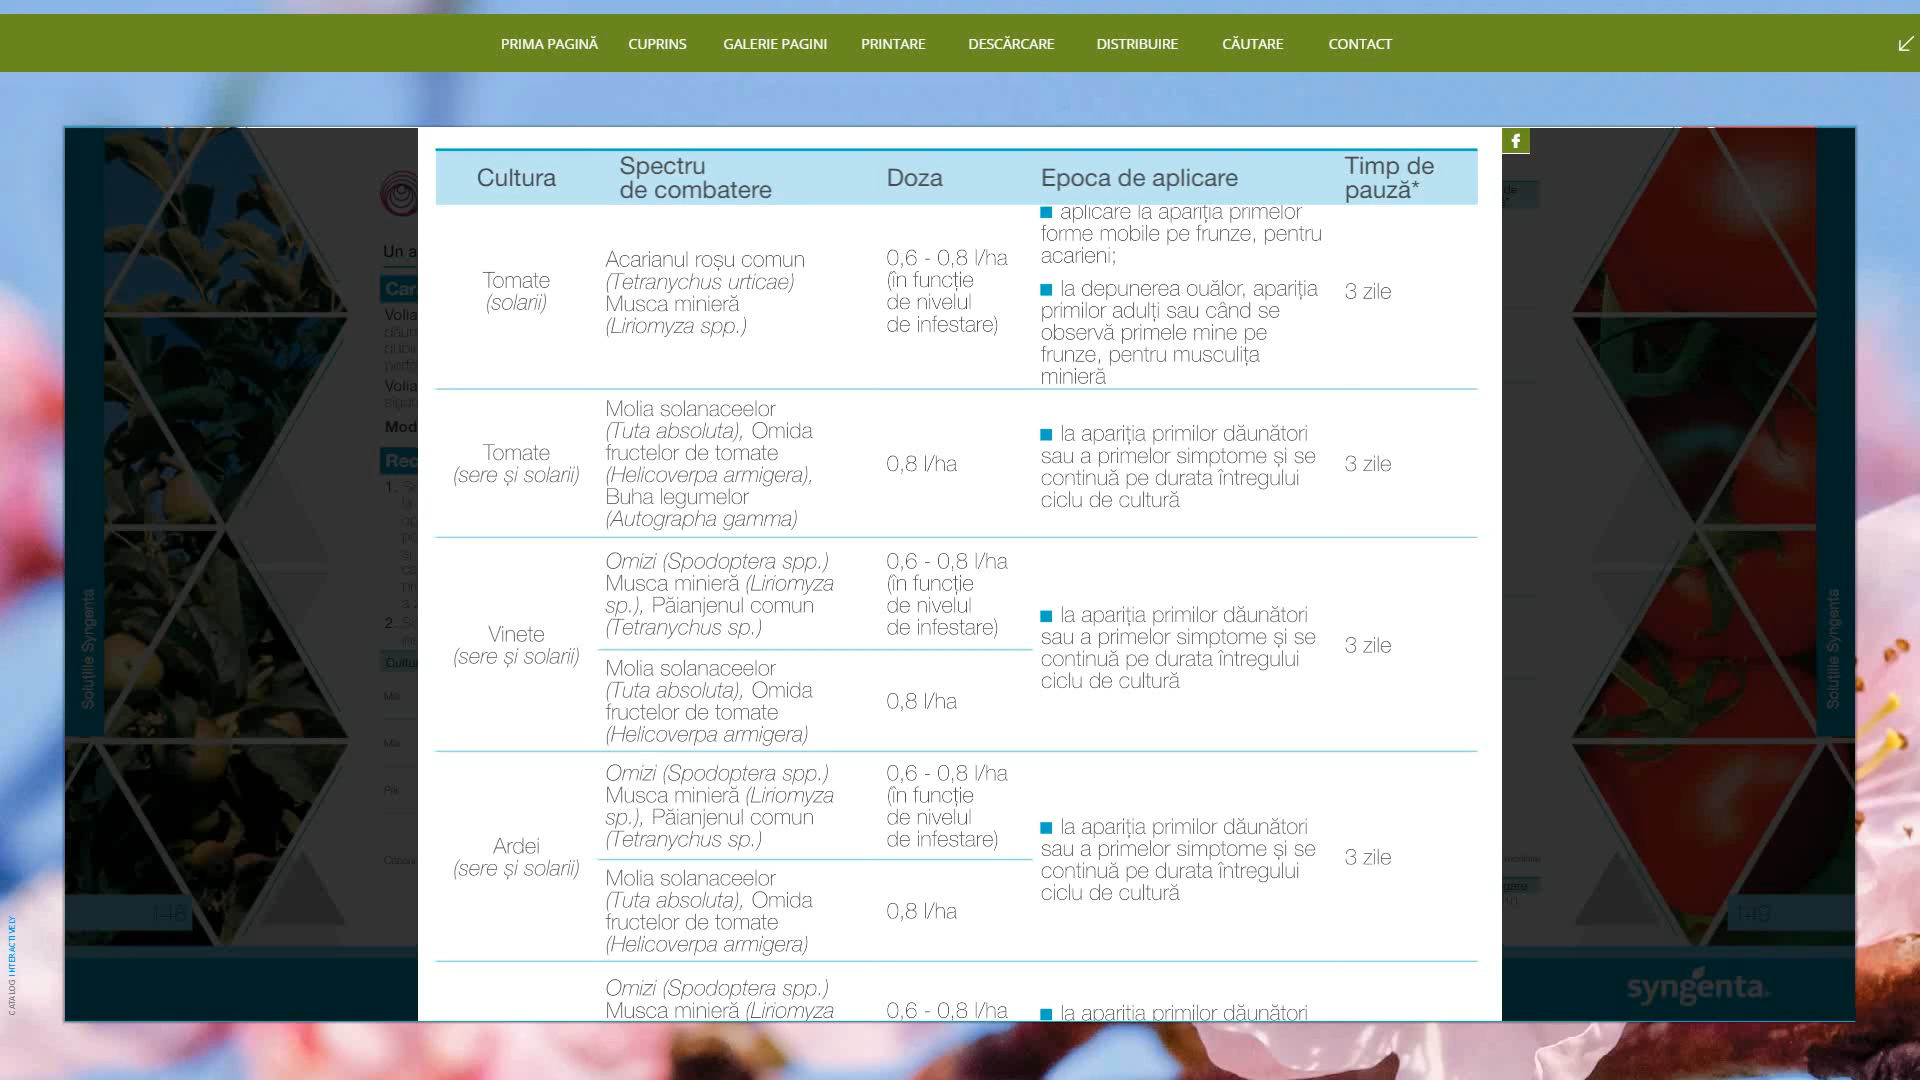 PRIMA PAGINĂ CUPRINS GALERIE PAGINI PRINTARE DESCĂRCARE DISTRIBUIRE CĂUTARE CONTACT
Cultura
Spectru
de combatere
Doza
Epoca de aplicare
Timp de
pauză*
Tomate
(solarii)
Acarianul roșu comun
(Tetranychus urticae)
Musca minieră
(Liriomyza spp.)
0,6 - 0,8 l/ha
(în funcție
de nivelul
de infestare)
aplicare la apariția primelor
forme mobile pe frunze, pentru
acarieni;
la depunerea ouălor, apariția
primilor adulți sau când se
observă primele mine pe
frunze, pentru musculița
minieră
3 zile
Tomate
(sere și solarii)
Molia solanaceelor
(Tuta absoluta), Omida
fructelor de tomate
(Helicoverpa armigera),
Buha legumelor
(Autographa gamma)
0,8 l/ha
la apariția primilor dăunători
sau a primelor simptome și se
continuă pe durata întregului
ciclu de cultură
3 zile
Vinete
(sere și solarii)
Omizi (Spodoptera spp.)
Musca minieră (Liriomyza
sp.), Păianjenul comun
(Tetranychus sp.)
0,6 - 0,8 l/ha
(în funcție
de nivelul
de infestare)
Molia solanaceelor
(Tuta absoluta), Omida
fructelor de tomate
(Helicoverpa armigera)
0,8 l/ha
la apariția primilor dăunători
sau a primelor simptome și se
continuă pe durata întregului
ciclu de cultură
3 zile
Ardei
(sere și solarii)
Omizi (Spodoptera spp.)
Musca minieră (Liriomyza
sp.), Păianjenul comun
(Tetranychus sp.)
0,6 - 0,8 l/ha
(în funcție
de nivelul
de infestare)
Molia solanaceelor
(Tuta absoluta), Omida
fructelor de tomate
(Helicoverpa armigera)
0,8 l/ha
la apariția primilor dăunători
sau a primelor simptome și se
continuă pe durata întregului
ciclu de cultură
3 zile
Omizi (Spodoptera spp.)
Musca minieră (Liriomyza
0,6 - 0,8 l/ha
la apariția primilor dăunători
Soluțiile Syngenta
148
Soluțiile Syngenta
149
syngenta
CATALOG INTERACTIVELY